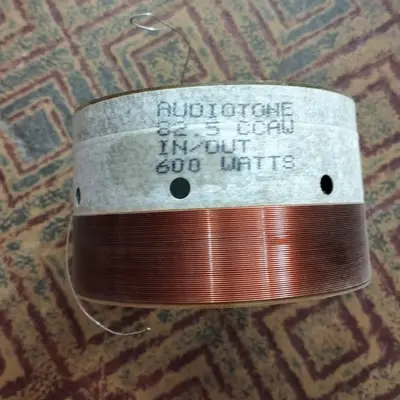 AUDIOTONE
82.5 CCAW
IN/OUT
600 WATTS